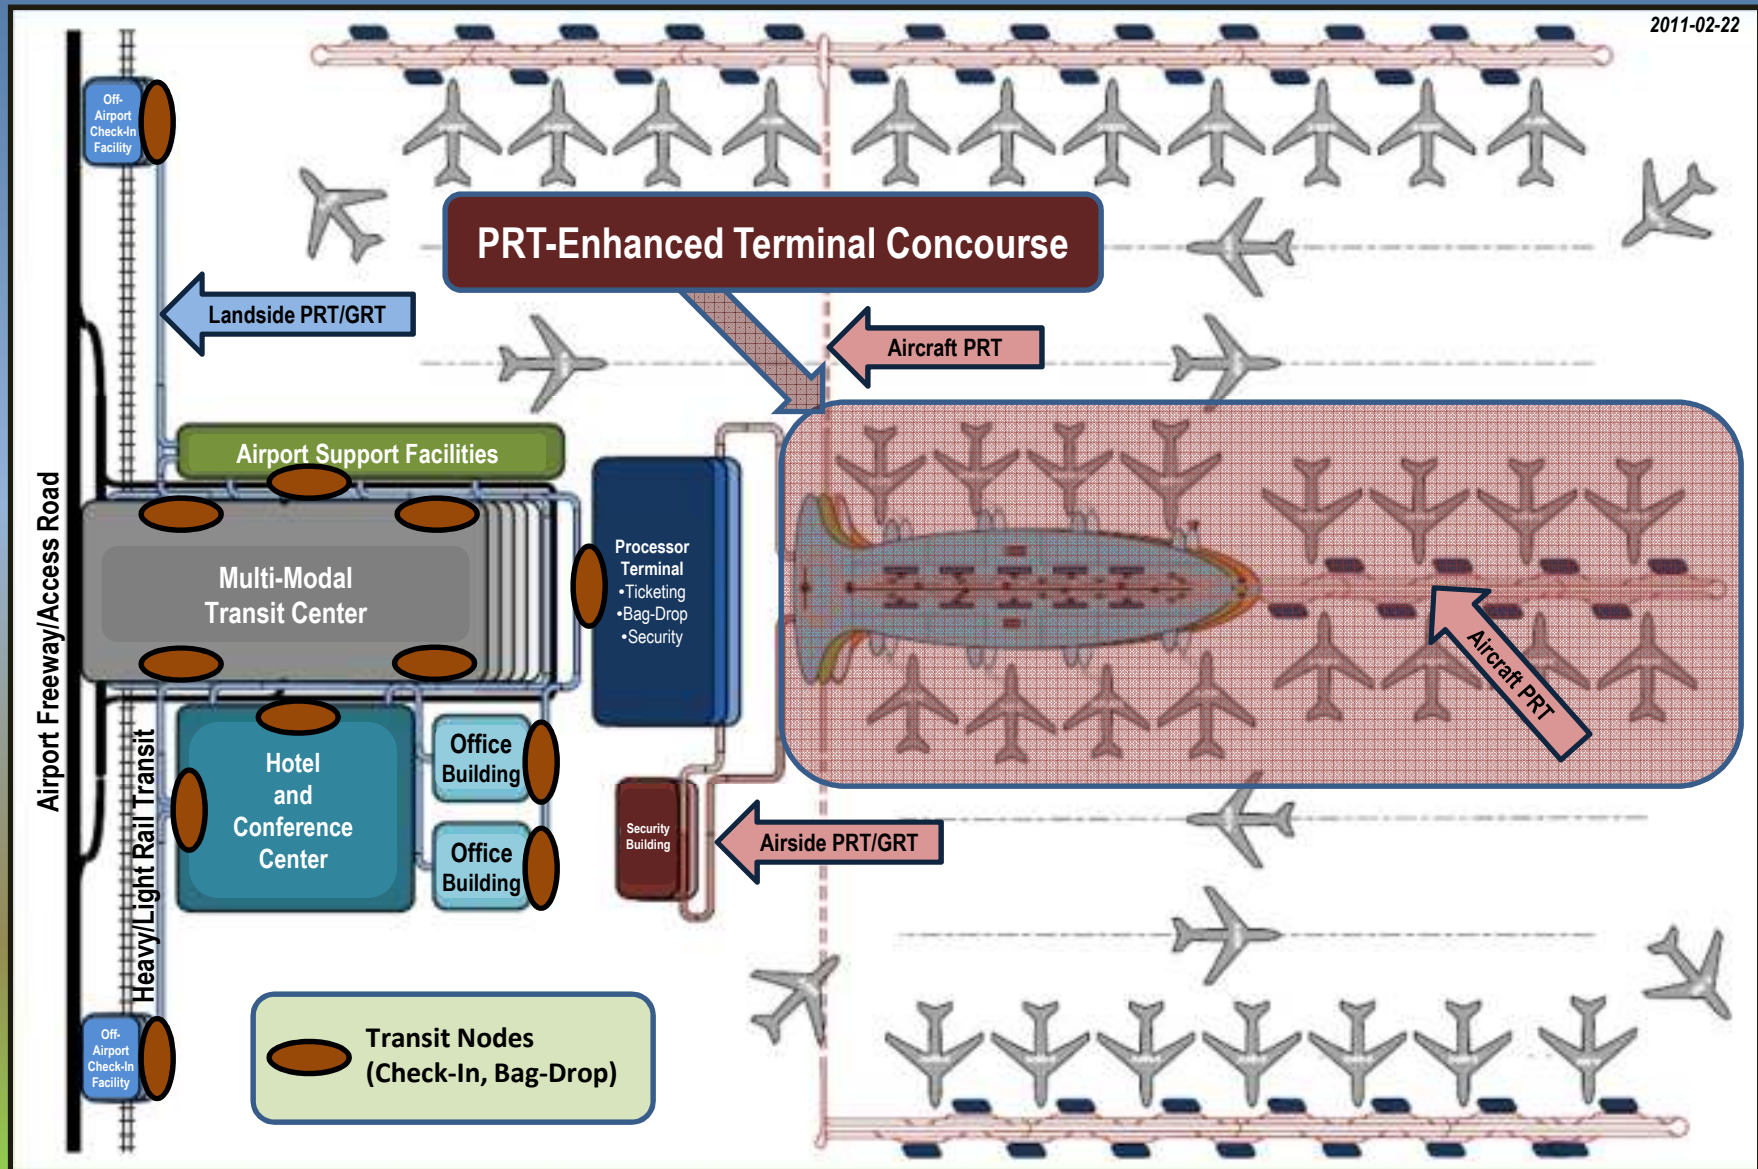 2011-02-22
Off-
Airport
Check-In
Facility
PRT-Enhanced Terminal Concourse
Landside PRT/GRT
Aircraft PRT
Airport Support Facilities
Airport Freeway/Access Road
Multi-Modal
Transit Center
Processor
Terminal
•Ticketing
•Bag-Drop
•Security
Aircraft PRT
Heavy/Light Rail Transit
Hotel
and
Conference
Center
Office
Building
Office
Building
Security
Building
Airside PRT/GRT
Off-
Airport
Check-In
Facility
Transit Nodes
(Check-In, Bag-Drop)